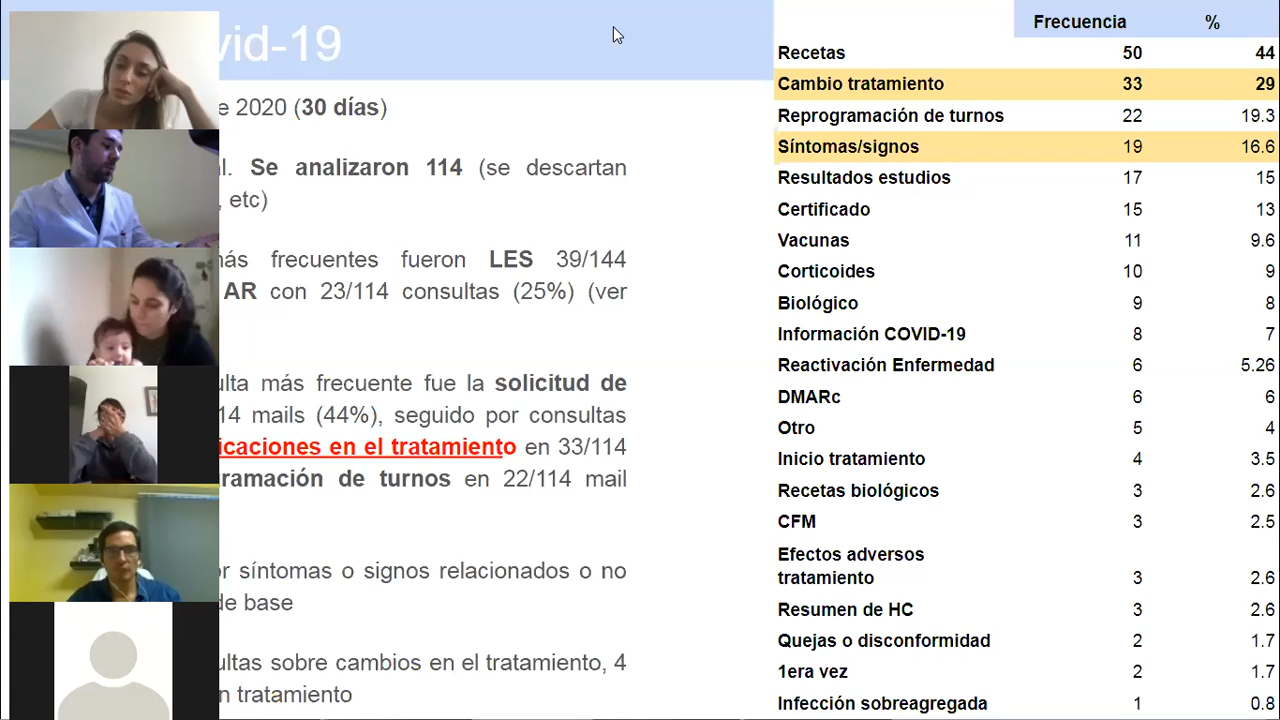 vid-19
e 2020 (30 días)
l. Se analizaron 114 (se descartan
, etc)
más frecuentes fueron LES 39/144
AR con 23/114 consultas (25%) (ver
ulta más frecuente fue la solicitud de
14 mails (44%), seguido por consultas
icaciones en el tratamiento en 33/114
ramación de turnos en 22/114 mail
or síntomas o signos relacionados o no
de base
ultas sobre cambios en el tratamiento, 4
n tratamiento
Frecuencia %
Recetas 50 44
Cambio tratamiento 33 29
Reprogramación de turnos 22 19.3
Síntomas/signos 19 16.6
Resultados estudios 17 15
Certificado 15 13
Vacunas 11 9.6
Corticoides 10 9
Biológico 9 8
Información COVID-19 8 7
Reactivación Enfermedad 6 5.26
DMARc 6 6
Otro 5 4
Inicio tratamiento 4 3.5
Recetas biológicos 3 2.6
CFM 3 2.5
Efectos adversos
tratamiento 3 2.6
Resumen de HC 3 2.6
Quejas o disconformidad 2 1.7
1era vez 2 1.7
Infección sobreagregada 1 0.8